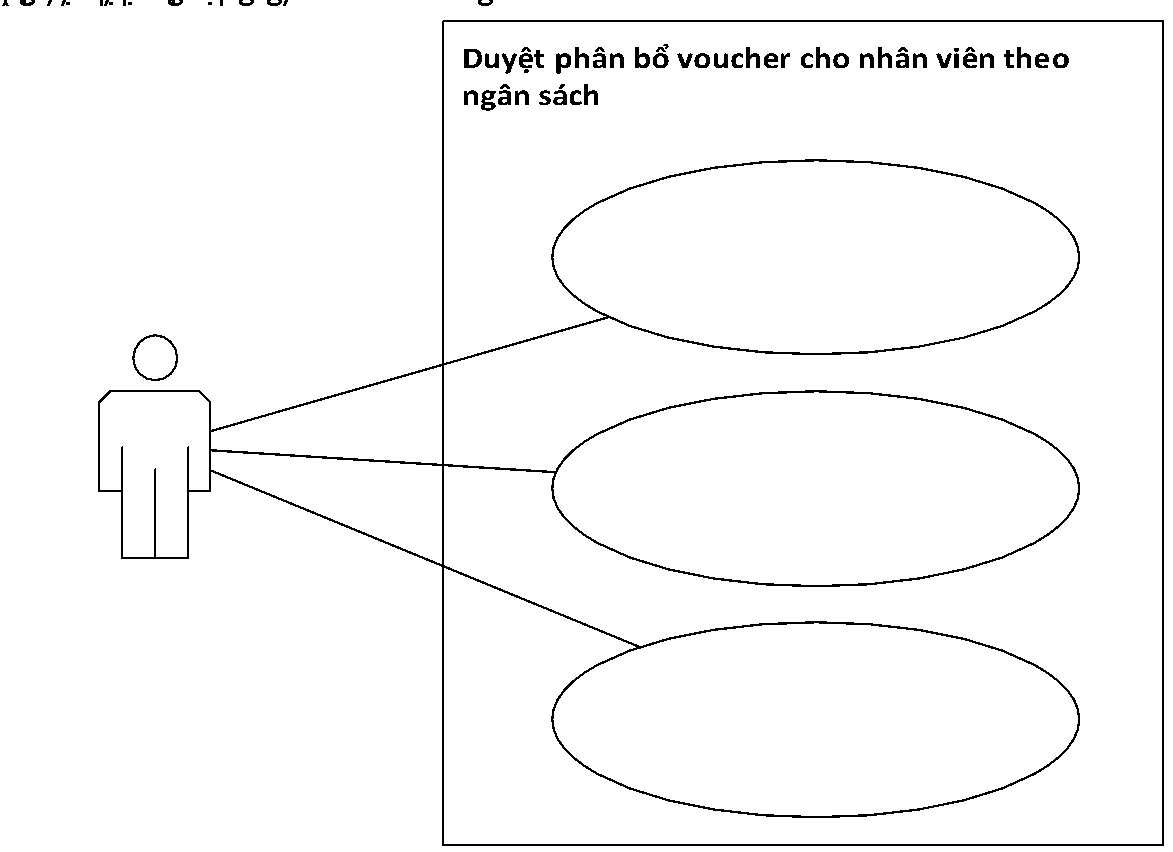 Duyệt phân bổ voucher cho nhân viên theo
ngân sách